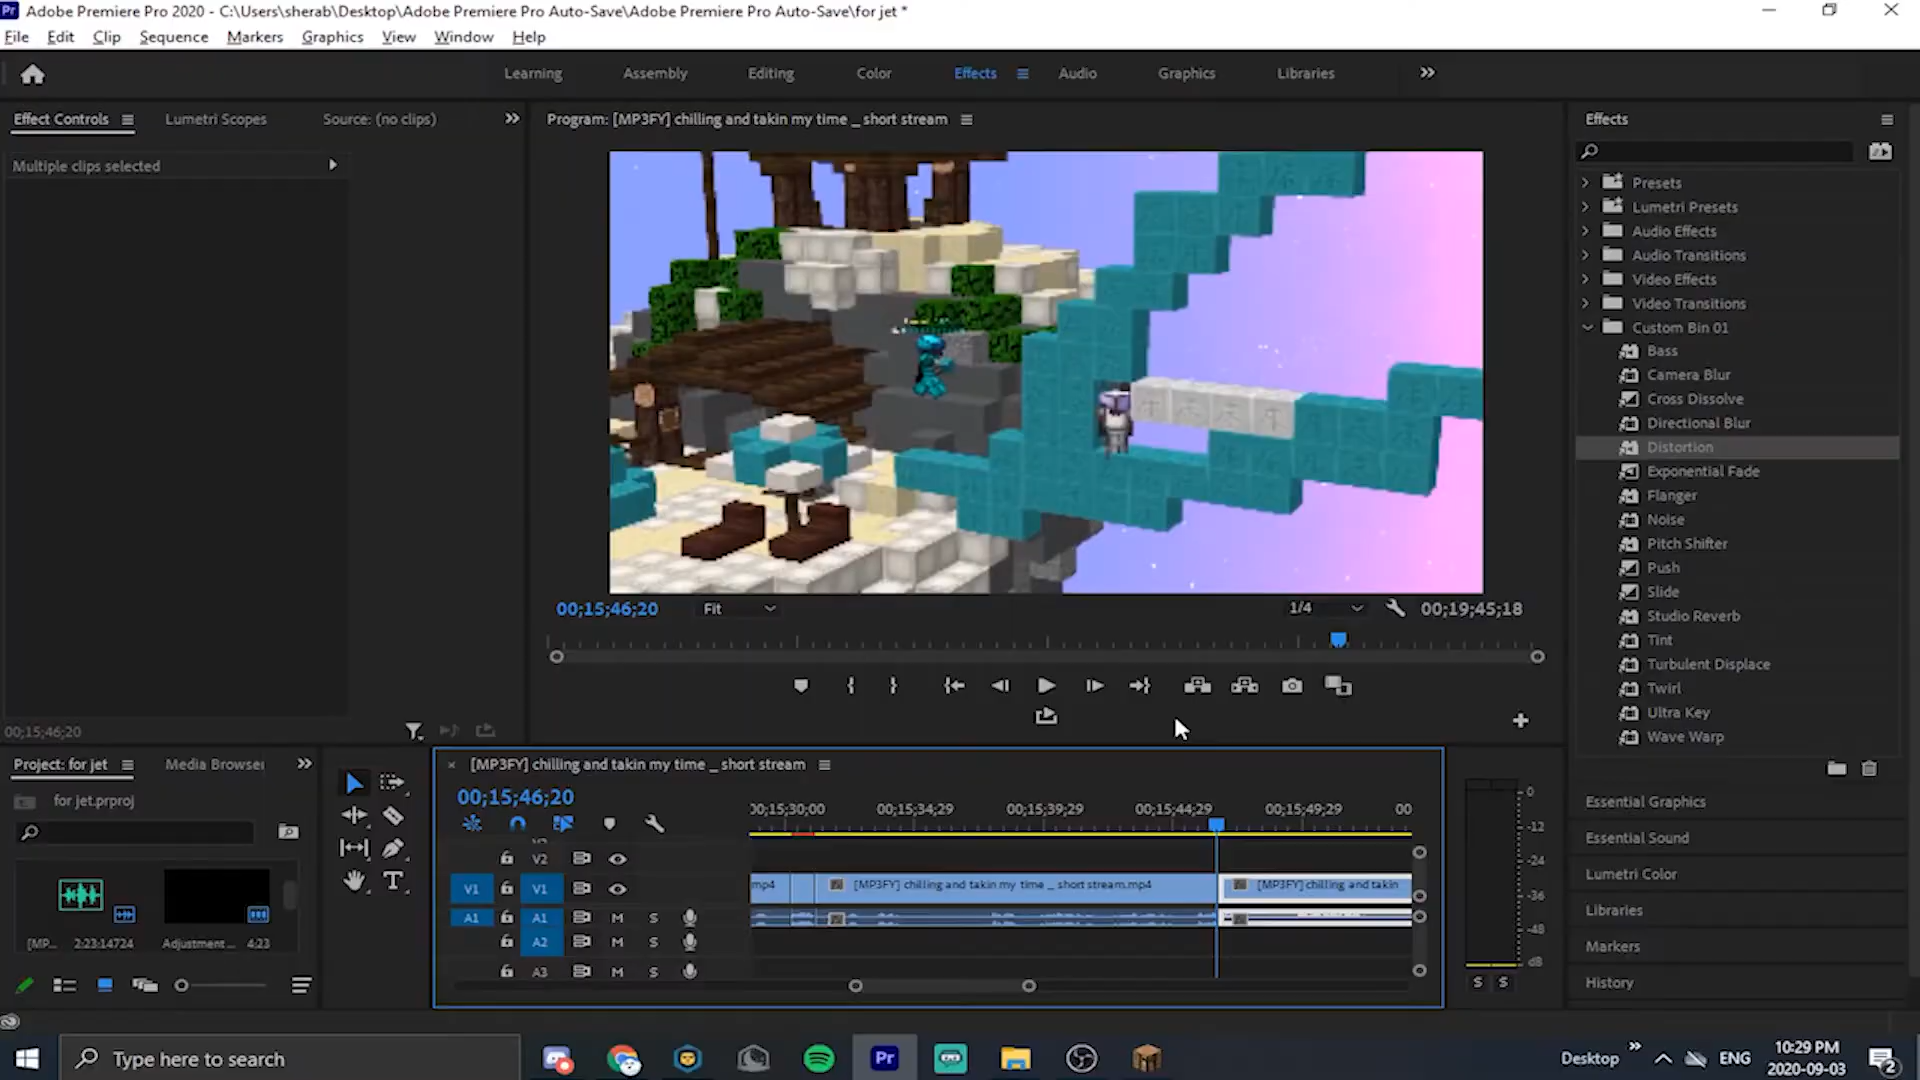 Pr Adobe Premiere Pro 2020 - C:\Users\sherab\Desktop\Adobe Premiere Pro Auto-Save\Adobe Premiere Pro Auto-Save\for jet *
File Edit Clip Sequence Markers Graphics View Window Help
Learning Assembly Editing Color Effects Audio Graphics Libraries
Effect Controls Lumetri Scopes Source: (no clips)
Multiple clips selected
00;15;46;20
Program: [MP3FY] chilling and takin my time _ short stream
00;15;46;20 Fit 1/4 00;19;45;18
Effects
Presets
Lumetri Presets
Audio Effects
Audio Transitions
Video Effects
Video Transitions
Custom Bin 01
Bass
Camera Blur
Cross Dissolve
Directional Blur
Distortion
Exponential Fade
Flanger
Noise
Pitch Shifter
Push
Slide
Studio Reverb
Tint
Turbulent Displace
Twirl
Ultra Key
Wave Warp
Essential Graphics
Essential Sound
Lumetri Color
Libraries
Markers
History
Project: for jet Media Browser
for jet.prproj
[MP... 2:23:14724 Adjustment ... 4;23
[MP3FY] chilling and takin my time _ short stream
00;15;46;20
00;15;30;00 00;15;34;29 00;15;39;29 00;15;44;29 00;15;49;29 00
V2
V1 V1 mp4 [MP3FY] chilling and takin my time _ short stream.mp4 [MP3FY] chilling and takin
A1 A1 M S
A2 M S
A3 M S
0
-12
-24
-36
-48
dB
S S
Type here to search
Pr
Desktop ENG
10:29 PM
2020-09-03
2